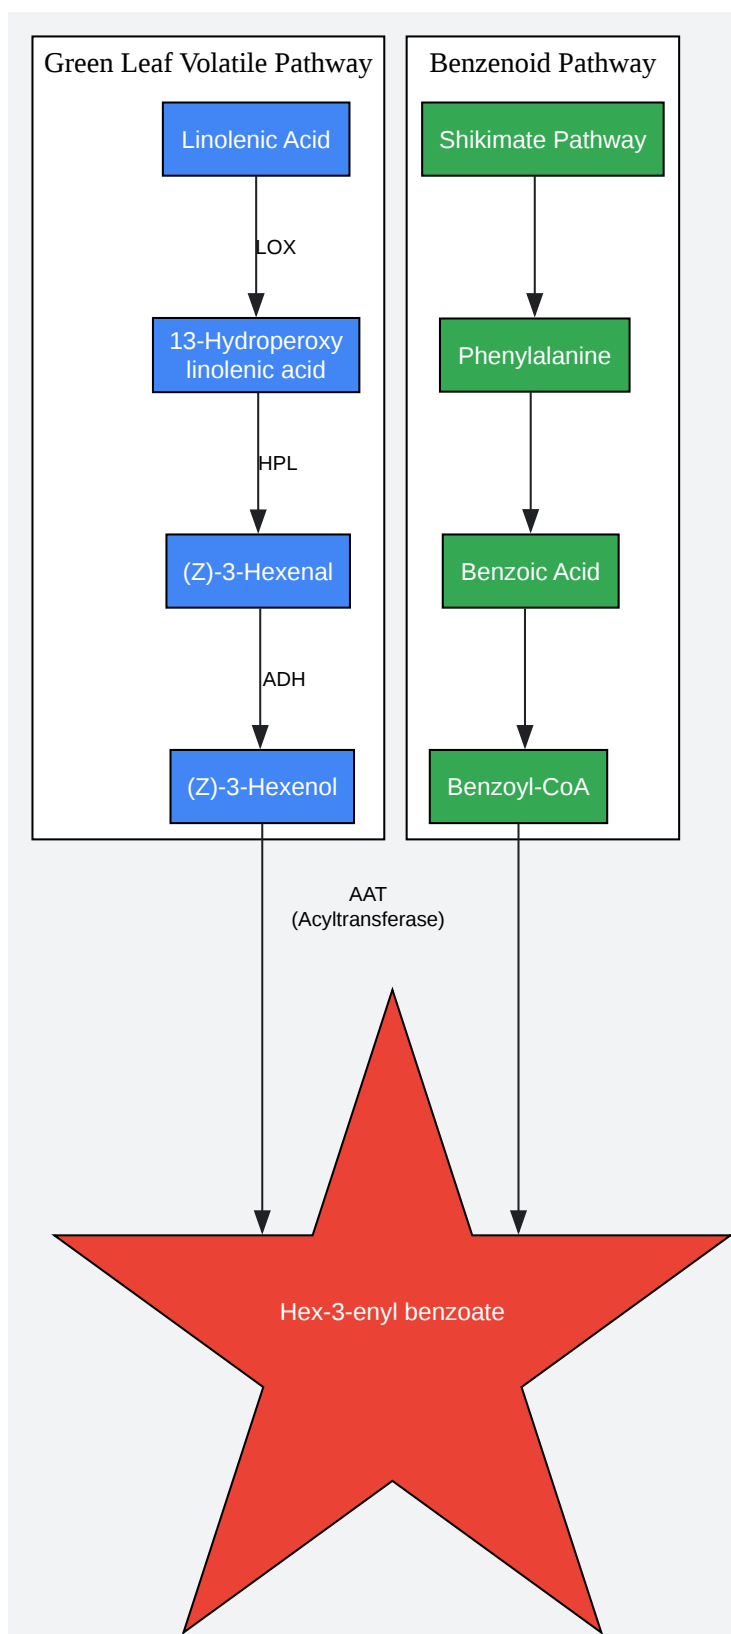 Green Leaf Volatile Pathway
Linolenic Acid
LOX
13-Hydroperoxy
linolenic acid
HPL
(Z)-3-Hexenal
ADH
(Z)-3-Hexenol
Benzenoid Pathway
Shikimate Pathway
Phenylalanine
Benzoic Acid
Benzoyl-CoA
AAT
(Acyltransferase)
Hex-3-enyl benzoate